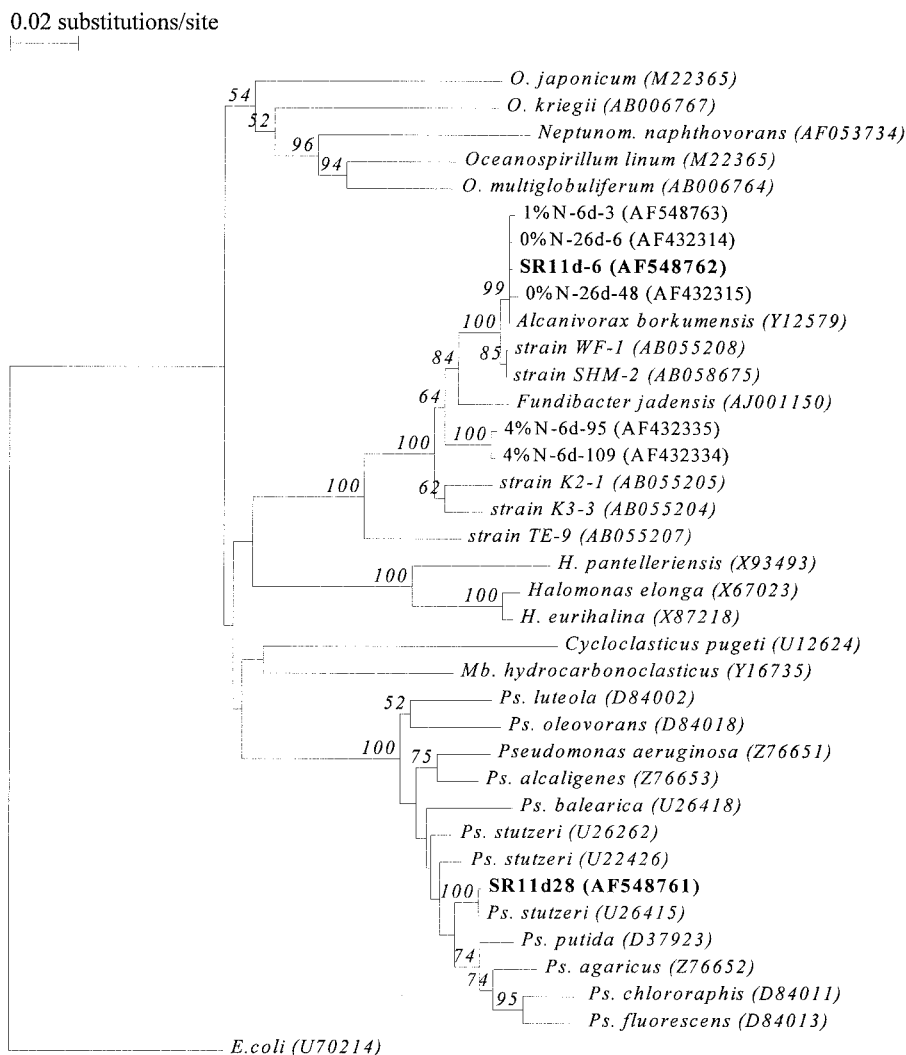 0.02 substitutions/site
O. japonicum (M22365)
54
O. kriegii (AB006767)
52
Neptunom. naphthovorans (AF053734)
96
Oceanospirillum linum (M22365)
94
O. multiglobuliferum (AB006764)
1%N-6d-3 (AF548763)
0%N-26d-6 (AF432314)
SR11d-6 (AF548762)
99
0%N-26d-48 (AF432315)
Alcanivorax borkumensis (Y12579)
100
strain WF-1 (AB055208)
85
84
strain SHM-2 (AB058675)
64
Fundibacter jadensis (AJ001150)
4%N-6d-95 (AF432335)
100
100
4%N-6d-109 (AF432334)
100
strain K2-1 (AB055205)
62
strain K3-3 (AB055204)
strain TE-9 (AB055207)
H. pantelleriensis (X93493)
100
Halomonas elonga (X67023)
100
H. eurihalina (X87218)
Cycloclasticus pugeti (U12624)
Mb. hydrocarbonoclasticus (Y16735)
Ps. luteola (D84002)
52
Ps. oleovorans (D84018)
100
Pseudomonas aeruginosa (Z76651)
75
Ps. alcaligenes (Z76653)
Ps. balearica (U26418)
Ps. stutzeri (U26262)
Ps. stutzeri (U22426)
SR11d28 (AF548761)
100
Ps. stutzeri (U26415)
Ps. putida (D37923)
74
Ps. agaricus (Z76652)
74
Ps. chlororaphis (D84011)
95
Ps. fluorescens (D84013)
E.coli (U70214)